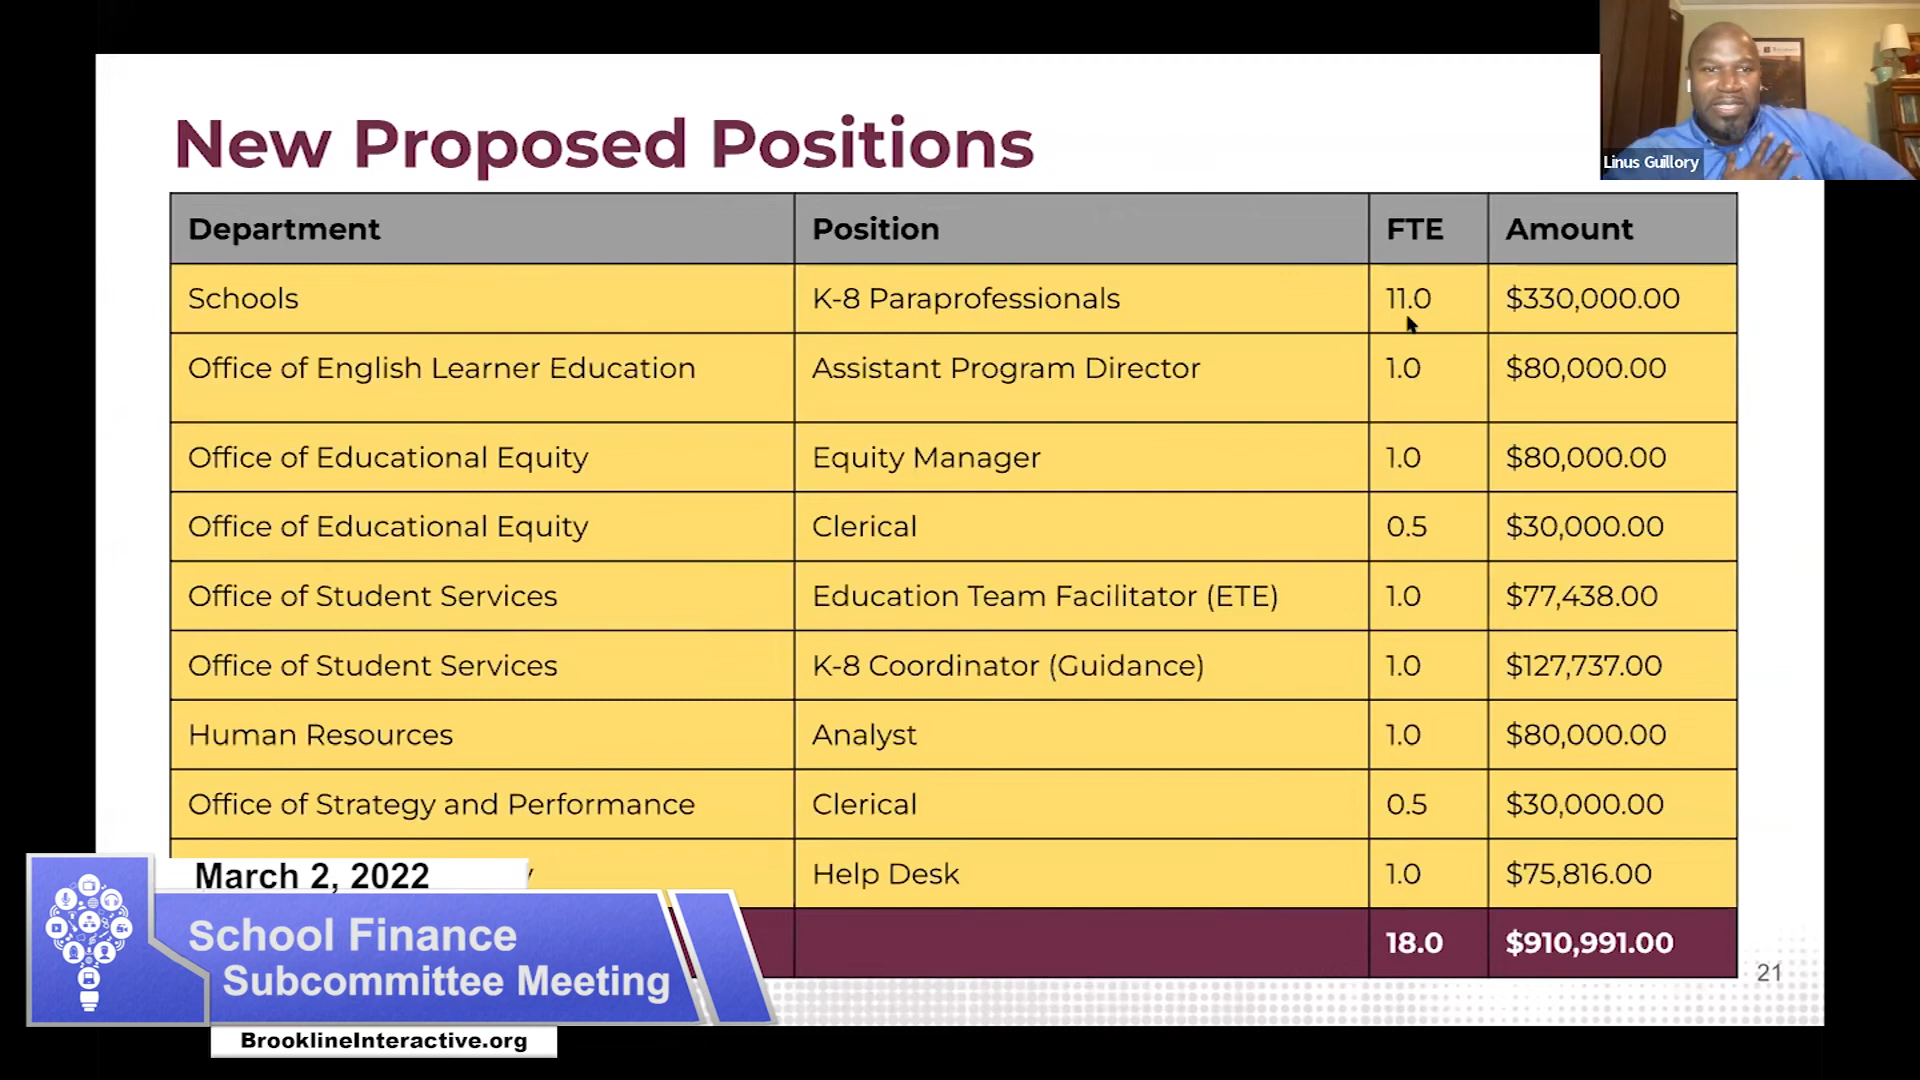 Linus Guillory
New Proposed Positions
Department Position FTE Amount
Schools K-8 Paraprofessionals 11.0 $330,000.00
Office of English Learner Education Assistant Program Director 1.0 $80,000.00
Office of Educational Equity Equity Manager 1.0 $80,000.00
Office of Educational Equity Clerical 0.5 $30,000.00
Office of Student Services Education Team Facilitator (ETE) 1.0 $77,438.00
Office of Student Services K-8 Coordinator (Guidance) 1.0 $127,737.00
Human Resources Analyst 1.0 $80,000.00
Office of Strategy and Performance Clerical 0.5 $30,000.00
Help Desk 1.0 $75,816.00
18.0 $910,991.00
21
March 2, 2022
School Finance
Subcommittee Meeting
BrooklineInteractive.org